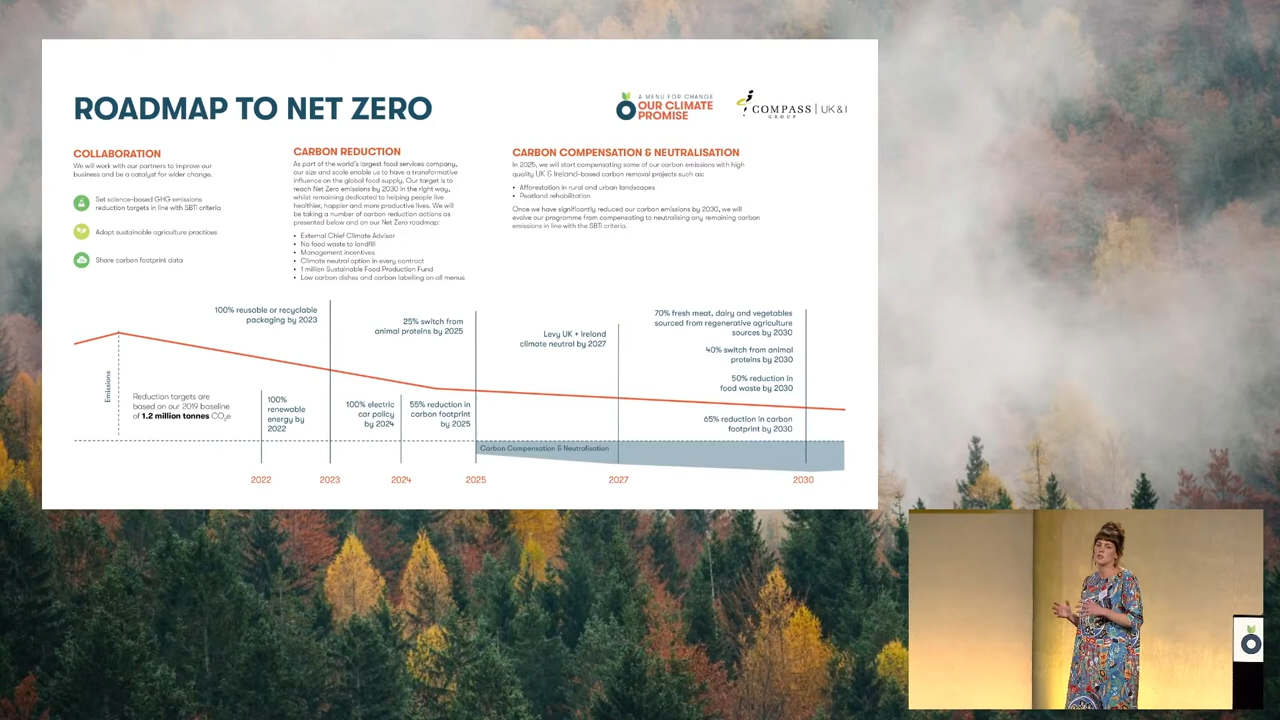 ROADMAP TO NET ZERO
A MENU FOR CHANGE
OUR CLIMATE
PROMISE
COMPASS
GROUP
UK&I
COLLABORATION
We will work with our partners to improve our
business and be a catalyst for wider change.
Set science-based GHG emissions
reduction targets in line with SBTi criteria
Adopt sustainable agriculture practices
Share carbon footprint data
CARBON REDUCTION
As part of the world's largest food services company,
our size and scale enable us to have a transformative
influence on the global food supply. Our target is to
reach Net Zero emissions by 2030 in the right way,
whilst remaining dedicated to helping people live
healthier, happier and more productive lives. We will
be taking a number of carbon reduction actions as
presented below and on our Net Zero roadmap:
• External Chief Climate Advisor
• No food waste to landfill
• Management incentives
• Climate neutral option in every contract
• 1 million Sustainable Food Production Fund
• Low carbon dishes and carbon labelling on all menus
CARBON COMPENSATION & NEUTRALISATION
In 2025, we will start compensating some of our carbon emissions with high
quality UK & Ireland-based carbon removal projects such as:
• Afforestation in rural and urban landscapes
• Peatland rehabilitation
Once we have significantly reduced our carbon emissions by 2030, we will
evolve our programme from compensating to neutralising any remaining carbon
emissions in line with the SBTi criteria.
100% reusable or recyclable
packaging by 2023
25% switch from
animal proteins by 2025
Levy UK + Ireland
climate neutral by 2027
70% fresh meat, dairy and vegetables
sourced from regenerative agriculture
sources by 2030
40% switch from animal
proteins by 2030
50% reduction in
food waste by 2030
65% reduction in carbon
footprint by 2030
Emissions
Reduction targets are
based on our 2019 baseline
of 1.2 million tonnes CO₂e
100%
renewable
energy by
2022
100% electric
car policy
by 2024
55% reduction in
carbon footprint
by 2025
Carbon Compensation & Neutralisation
2022
2023
2024
2025
2027
2030